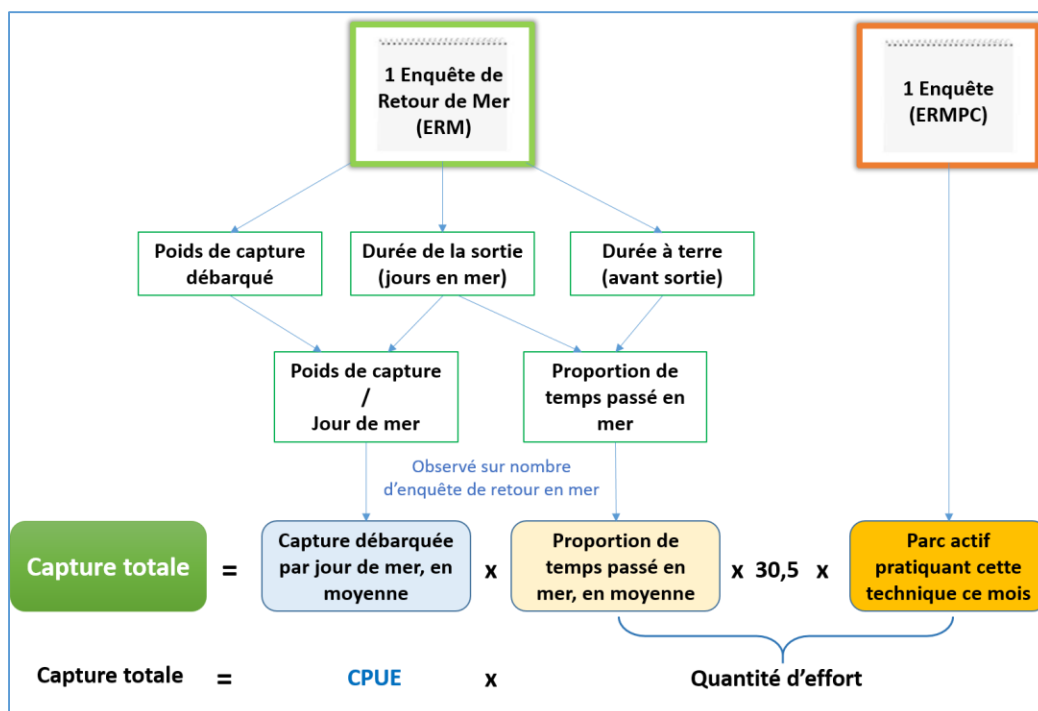 1 Enquête de
Retour de Mer
(ERM)
1 Enquête
(ERMPC)
Poids de capture
débarqué
Durée de la sortie
(jours en mer)
Durée à terre
(avant sortie)
Poids de capture
/
Jour de mer
Proportion de
temps passé en
mer
Observé sur nombre
d’enquête de retour en mer
Capture totale
=
Capture débarquée
par jour de mer, en
moyenne
x
Proportion de
temps passé en
mer, en moyenne
x 30,5 x
Parc actif
pratiquant cette
technique ce mois
Capture totale = CPUE x Quantité d’effort